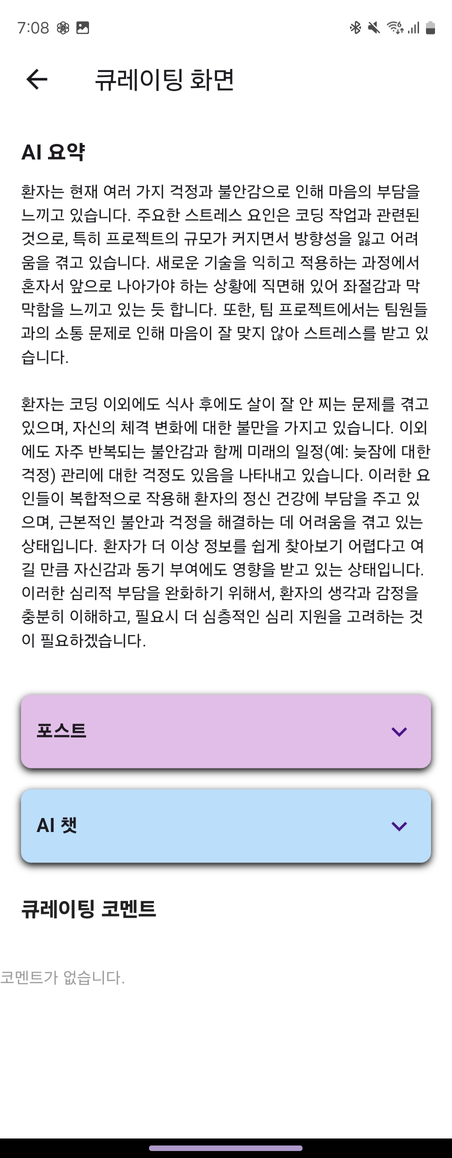 7:08
큐레이팅 화면
AI 요약
환자는 현재 여러 가지 걱정과 불안감으로 인해 마음의 부담을
느끼고 있습니다. 주요한 스트레스 요인은 코딩 작업과 관련된
것으로, 특히 프로젝트의 규모가 커지면서 방향성을 잃고 어려
움을 겪고 있습니다. 새로운 기술을 익히고 적용하는 과정에서
혼자서 앞으로 나아가야 하는 상황에 직면해 있어 좌절감과 막
막함을 느끼고 있는 듯 합니다. 또한, 팀 프로젝트에서는 팀원들
과의 소통 문제로 인해 마음이 잘 맞지 않아 스트레스를 받고 있
습니다.
환자는 코딩 이외에도 식사 후에도 살이 잘 안 찌는 문제를 겪고
있으며, 자신의 체격 변화에 대한 불만을 가지고 있습니다. 이외
에도 자주 반복되는 불안감과 함께 미래의 일정(예: 늦잠에 대한
걱정) 관리에 대한 걱정도 있음을 나타내고 있습니다. 이러한 요
인들이 복합적으로 작용해 환자의 정신 건강에 부담을 주고 있
으며, 근본적인 불안과 걱정을 해결하는 데 어려움을 겪고 있는
상태입니다. 환자가 더 이상 정보를 쉽게 찾아보기 어렵다고 여
길 만큼 자신감과 동기 부여에도 영향을 받고 있는 상태입니다.
이러한 심리적 부담을 완화하기 위해서, 환자의 생각과 감정을
충분히 이해하고, 필요시 더 심층적인 심리 지원을 고려하는 것
이 필요하겠습니다.
포스트
AI 챗
큐레이팅 코멘트
코멘트가 없습니다.